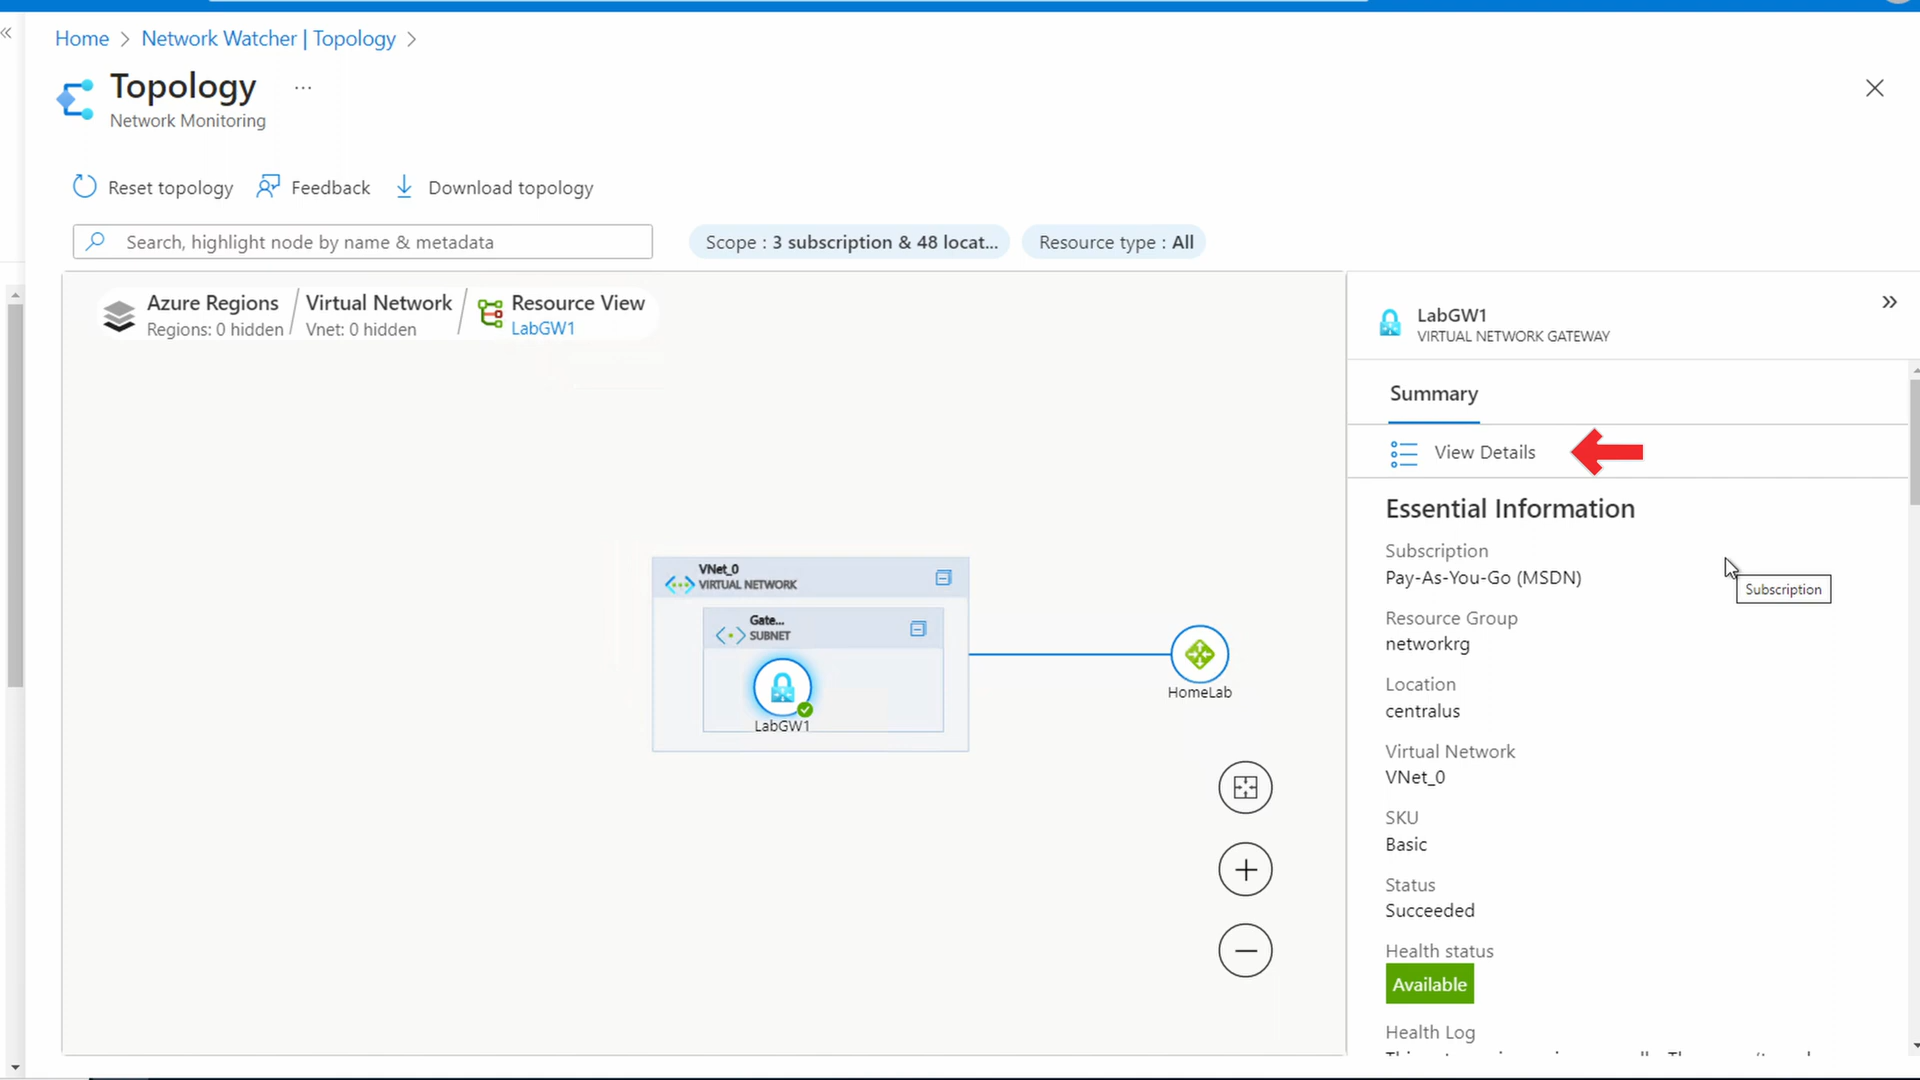 Home > Network Watcher | Topology >
Topology ...
Network Monitoring
Reset topology Feedback Download topology
Search, highlight node by name & metadata
Scope : 3 subscription & 48 locat...
Resource type : All
Azure Regions
Regions: 0 hidden
Virtual Network
Vnet: 0 hidden
Resource View
LabGW1
VNet_0
VIRTUAL NETWORK
Gate...
SUBNET
LabGW1
HomeLab
LabGW1
VIRTUAL NETWORK GATEWAY
Summary
View Details
Essential Information
Subscription
Pay-As-You-Go (MSDN)
Subscription
Resource Group
networkrg
Location
centralus
Virtual Network
VNet_0
SKU
Basic
Status
Succeeded
Health status
Available
Health Log